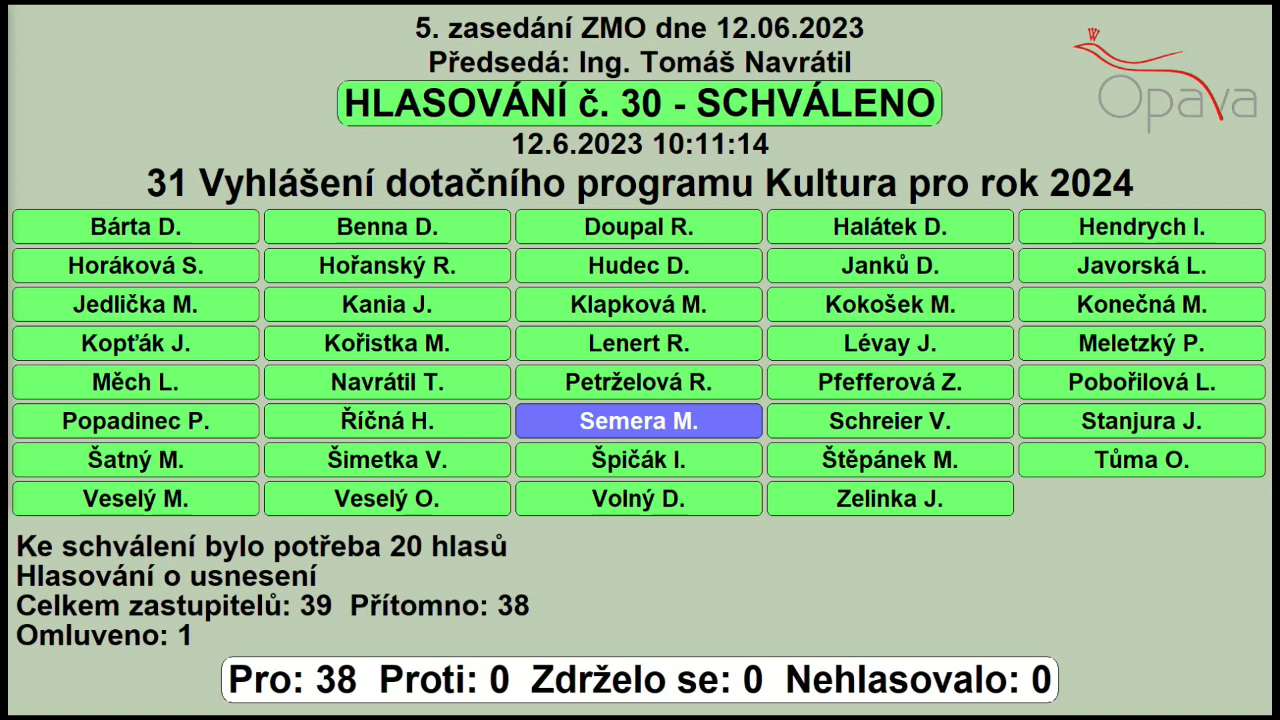 5. zasedání ZMO dne 12.06.2023
Předsedá: Ing. Tomáš Navrátil
Opava
HLASOVÁNÍ č. 30 - SCHVÁLENO
12.6.2023 10:11:14
31 Vyhlášení dotačního programu Kultura pro rok 2024
Bárta D. Benna D. Doupal R. Halátek D. Hendrych I.
Horáková S. Hořanský R. Hudec D. Janků D. Javorská L.
Jedlička M. Kania J. Klapková M. Kokošek M. Konečná M.
Kopťák J. Kořistka M. Lenert R. Lévay J. Meletzký P.
Měch L. Navrátil T. Petrželová R. Pfefferová Z. Pobořilová L.
Popadinec P. Říčná H. Semera M. Schreier V. Stanjura J.
Šatný M. Šimetka V. Špičák I. Štěpánek M. Tůma O.
Veselý M. Veselý O. Volný D. Zelinka J.
Ke schválení bylo potřeba 20 hlasů
Hlasování o usnesení
Celkem zastupitelů: 39 Přítomno: 38
Omluveno: 1
Pro: 38 Proti: 0 Zdrželo se: 0 Nehlasovalo: 0